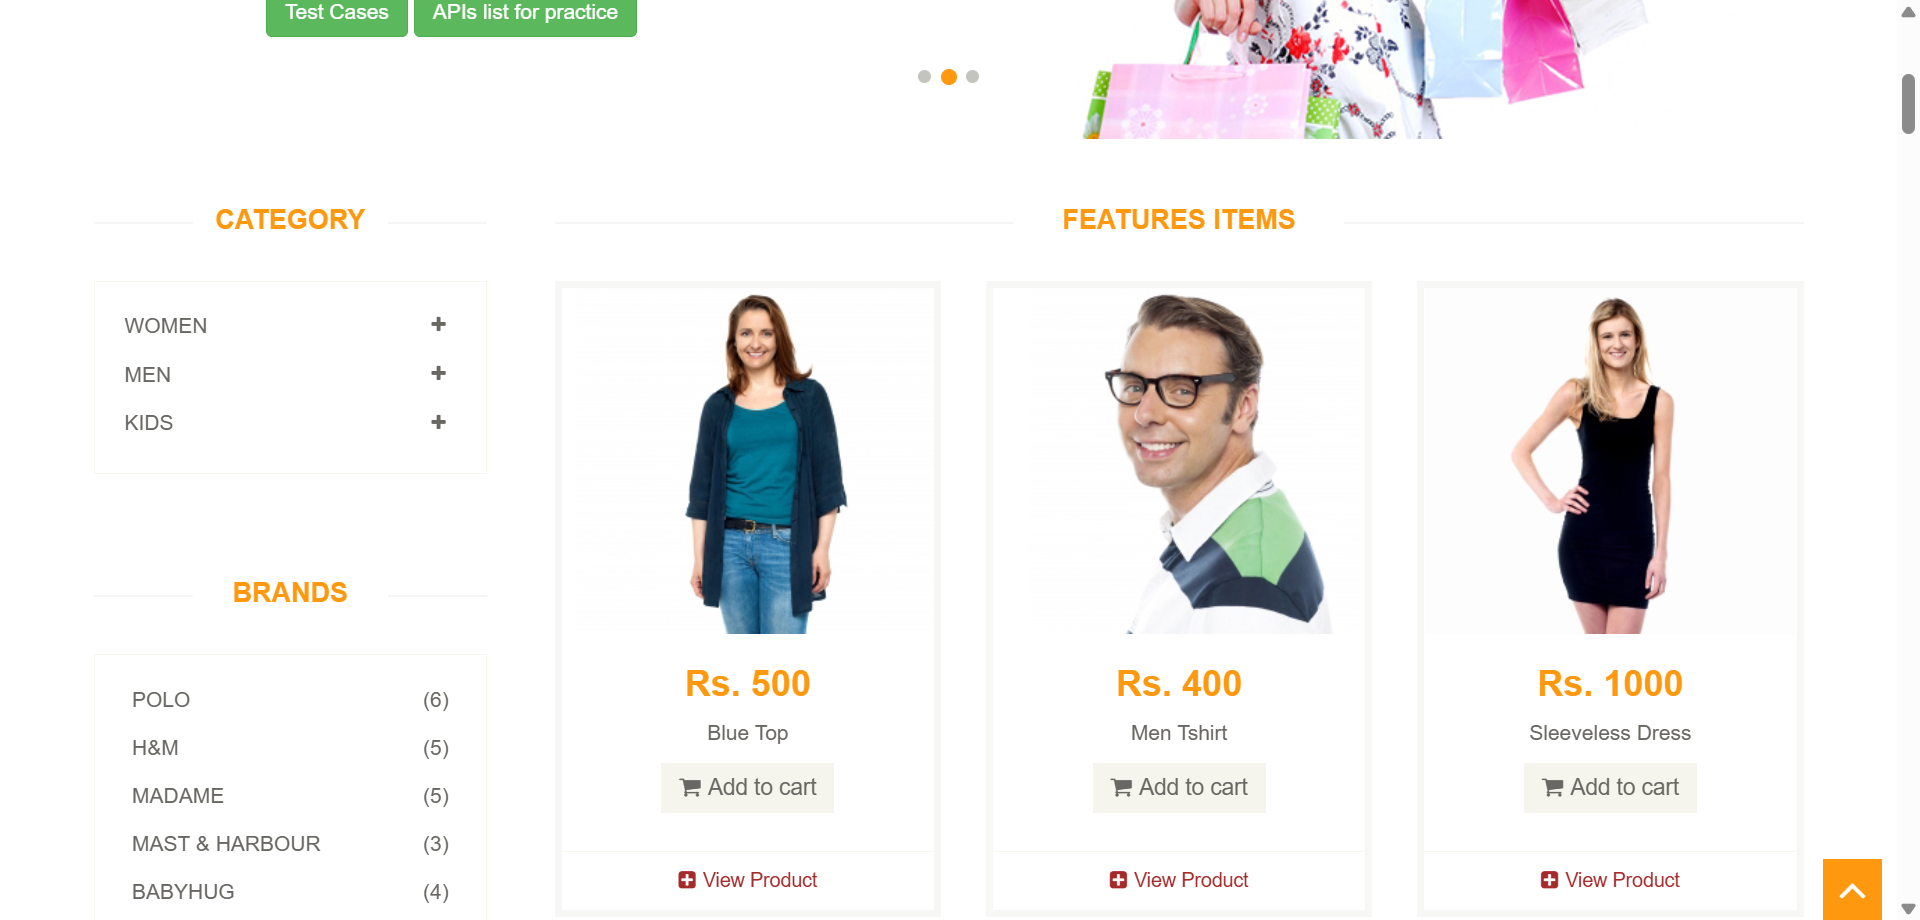 Test Cases
APIs list for practice
CATEGORY
WOMEN
MEN
KIDS
BRANDS
POLO (6)
H&M (5)
MADAME (5)
MAST & HARBOUR (3)
BABYHUG (4)
FEATURES ITEMS
Rs. 500
Blue Top
Add to cart
View Product
Rs. 400
Men Tshirt
Add to cart
View Product
Rs. 1000
Sleeveless Dress
Add to cart
View Product